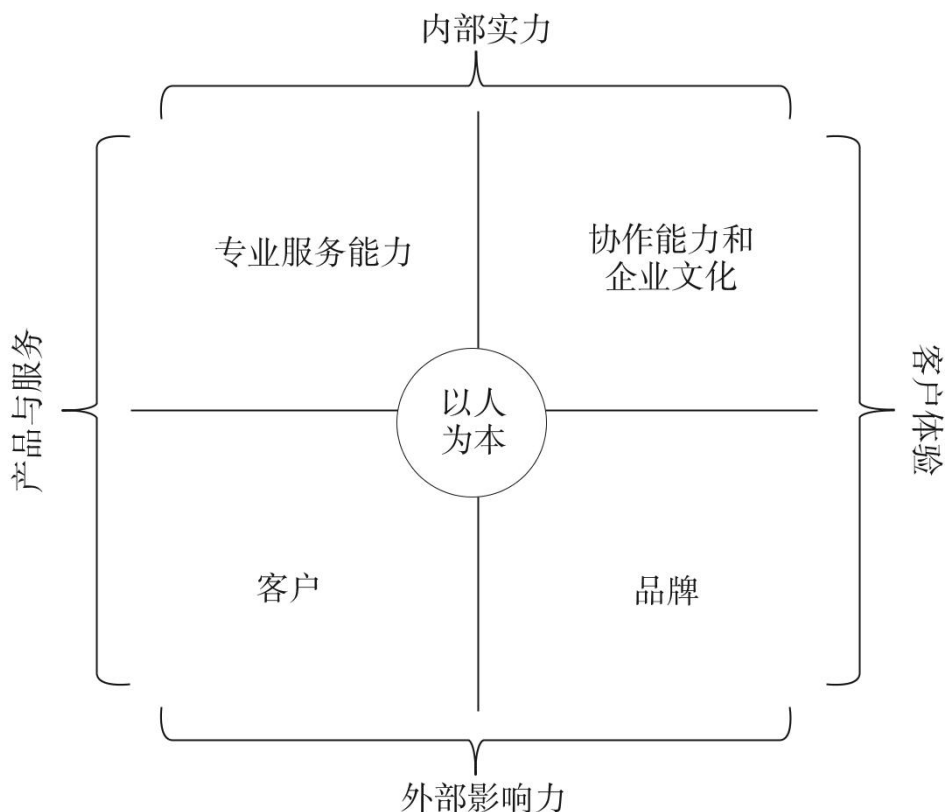 内部实力
专业服务能力
协作能力和
企业文化
产品与服务
以人
为本
客户体验
客户
品牌
外部影响力